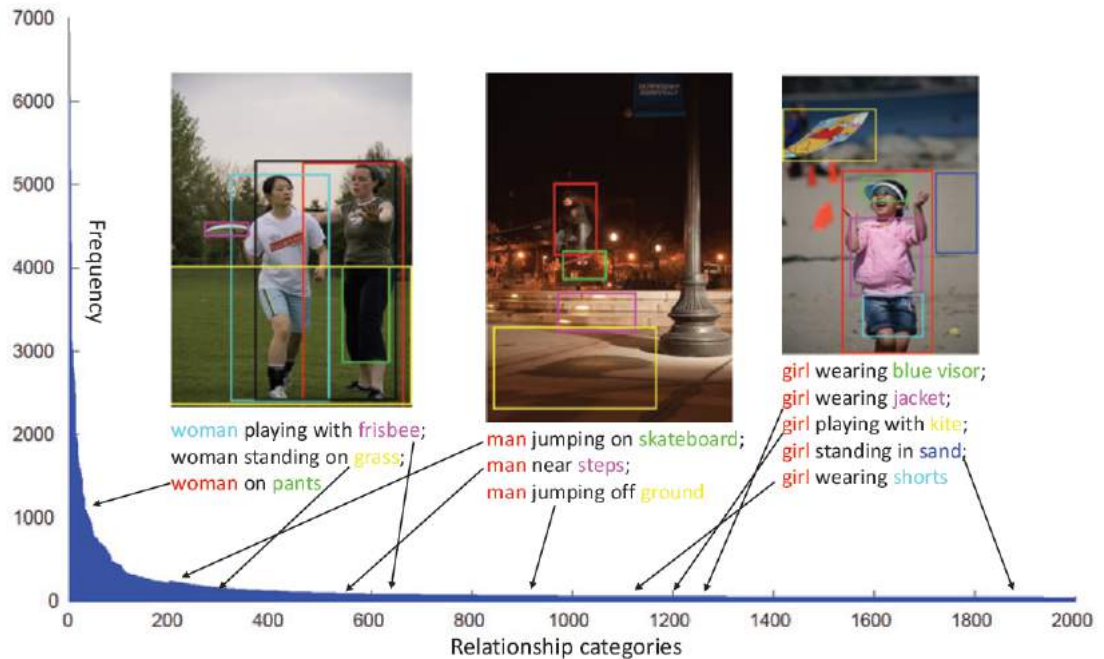 7000
6000
5000
4000
3000
2000
1000
0
Frequency
woman playing with frisbee;
woman standing on grass;
woman on pants
man jumping on skateboard;
man near steps;
man jumping off ground
girl wearing blue visor;
girl wearing jacket;
girl playing with kite;
girl standing in sand;
girl wearing shorts
0 200 400 600 800 1000 1200 1400 1600 1800 2000
Relationship categories